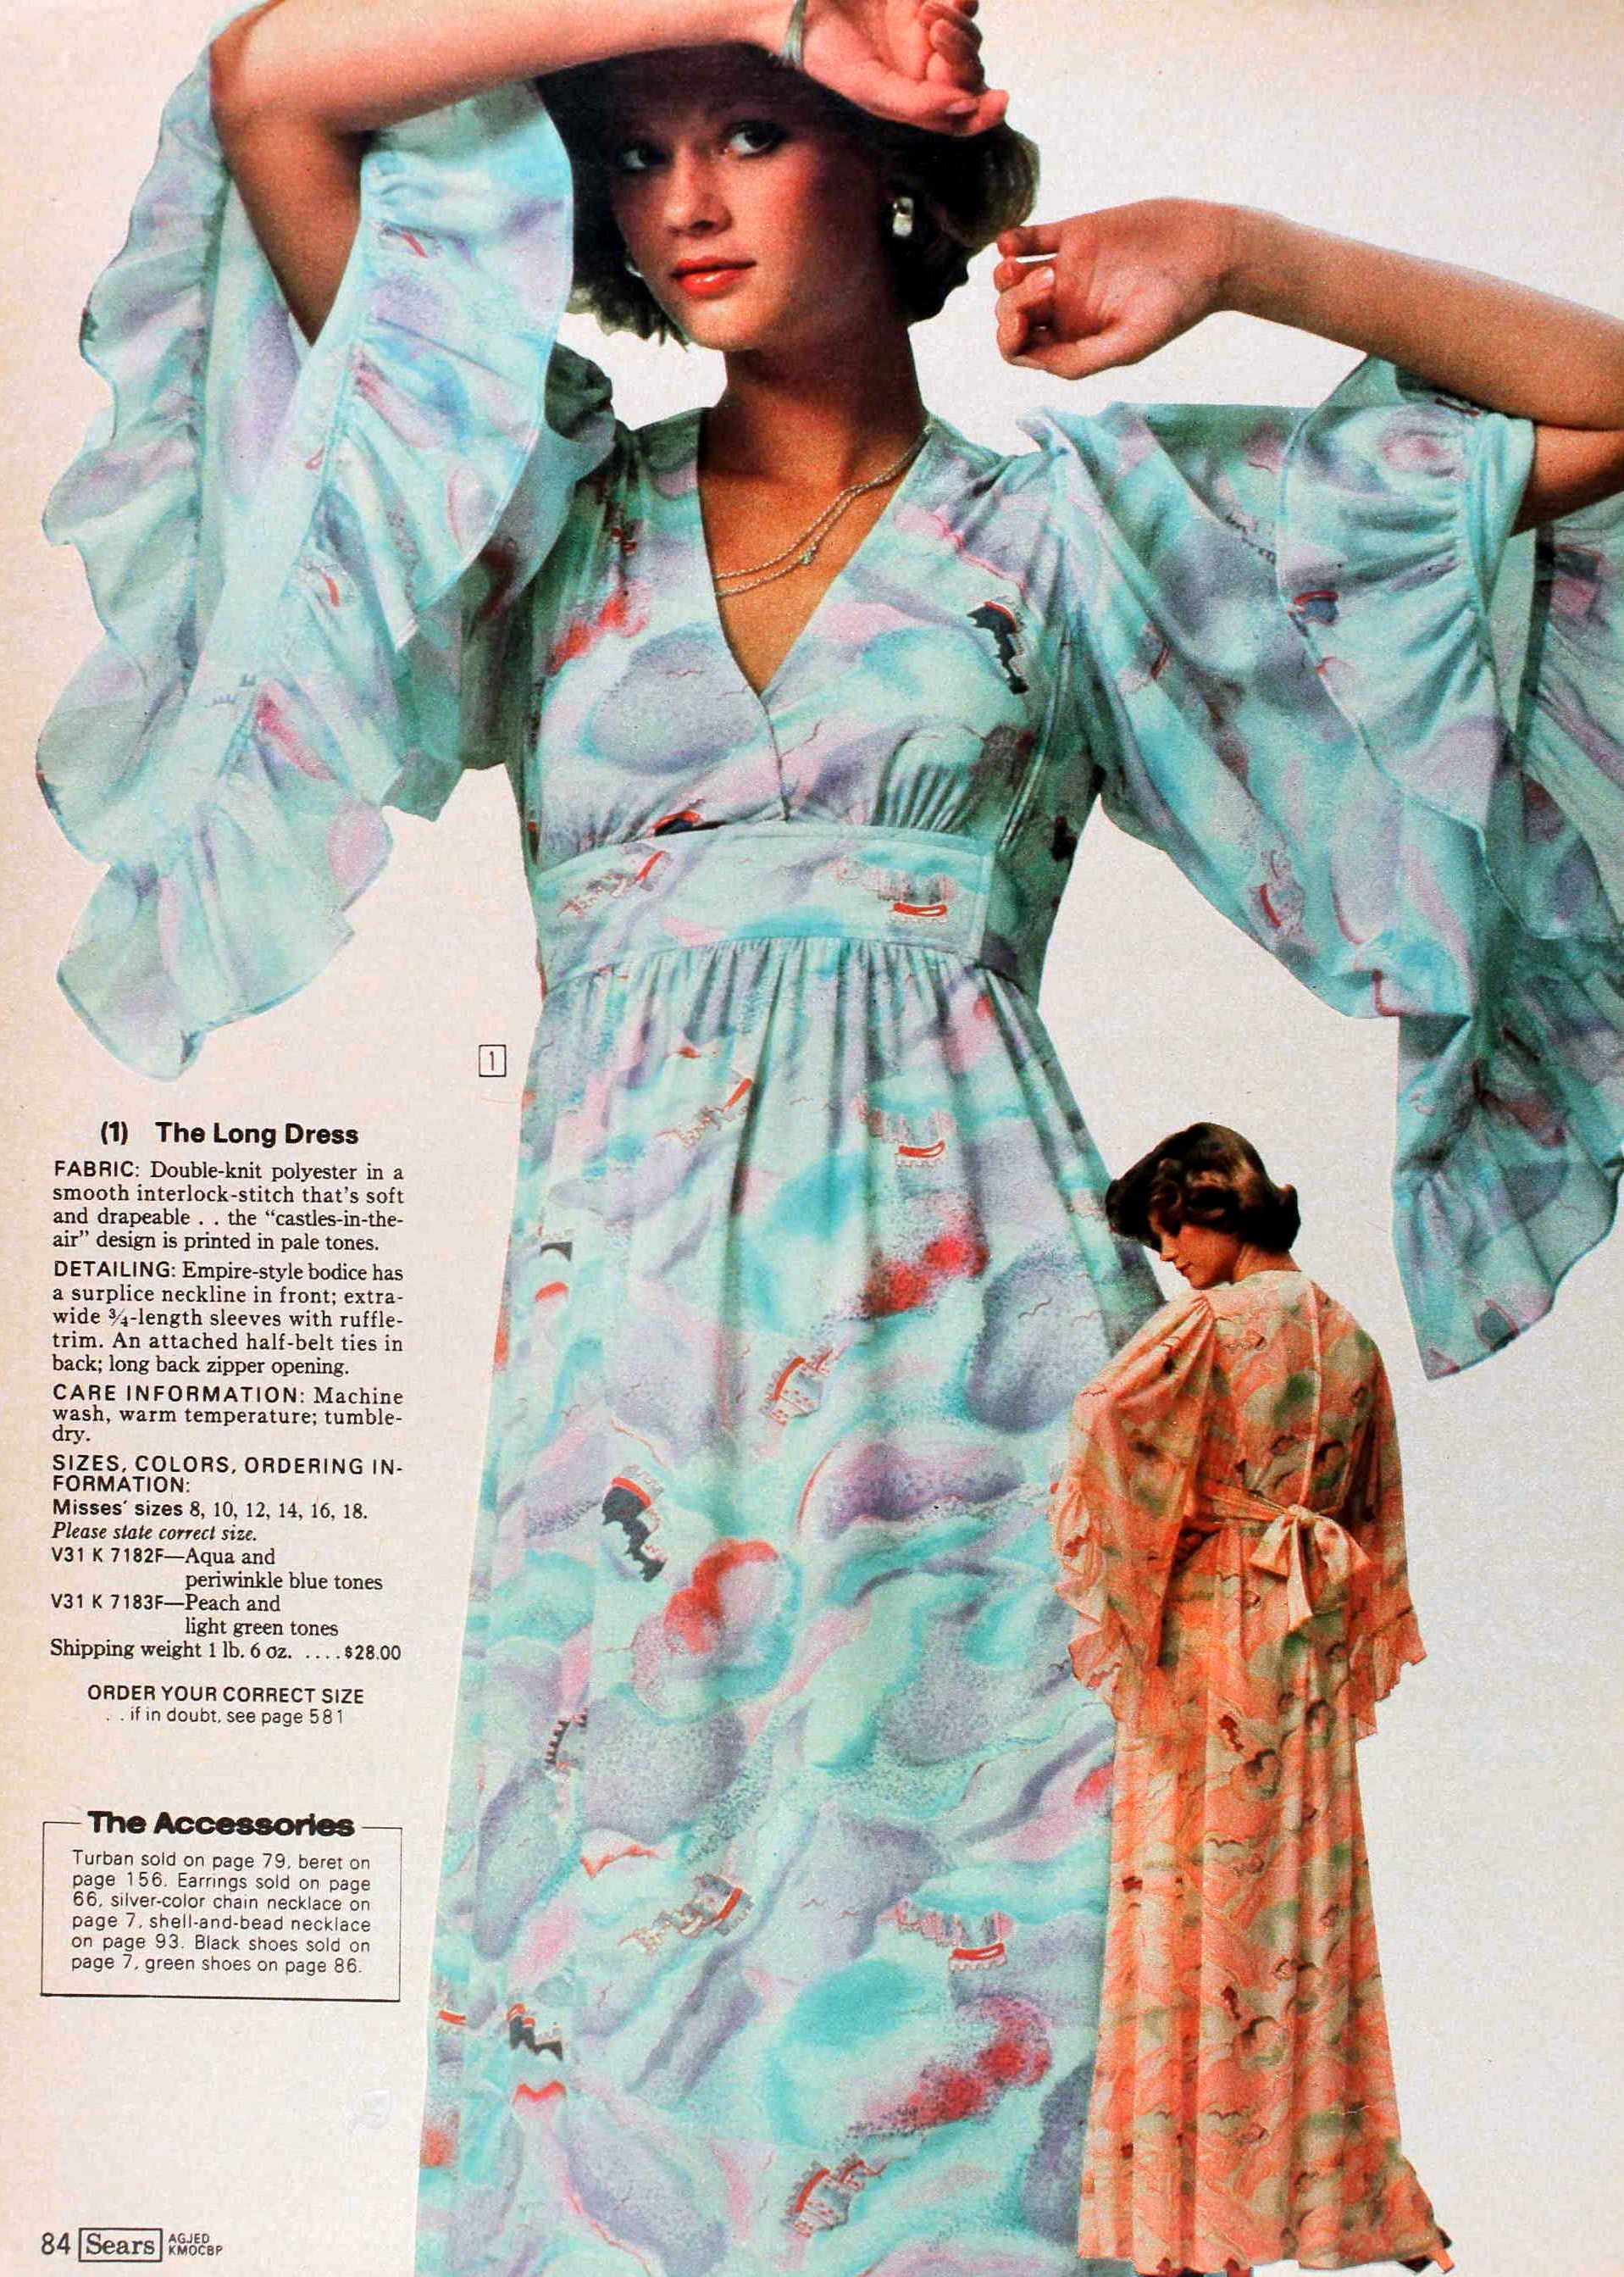 1
(1) The Long Dress
FABRIC: Double-knit polyester in a
smooth interlock-stitch that's soft
and drapeable . . the “castles-in-the-
air” design is printed in pale tones.
DETAILING: Empire-style bodice has
a surplice neckline in front; extra-
wide ¾-length sleeves with ruffle-
trim. An attached half-belt ties in
back; long back zipper opening.
CARE INFORMATION: Machine
wash, warm temperature; tumble-
dry.
SIZES, COLORS, ORDERING IN-
FORMATION:
Misses' sizes 8, 10, 12, 14, 16, 18.
Please state correct size.
V31 K 7182F—Aqua and
periwinkle blue tones
V31 K 7183F—Peach and
light green tones
Shipping weight 1 lb. 6 oz. ....$28.00
ORDER YOUR CORRECT SIZE
. . if in doubt, see page 581
The Accessories
Turban sold on page 79, beret on
page 156. Earrings sold on page
66, silver-color chain necklace on
page 7, shell-and-bead necklace
on page 93. Black shoes sold on
page 7, green shoes on page 86.
84 Sears AGJED
KMOCBP